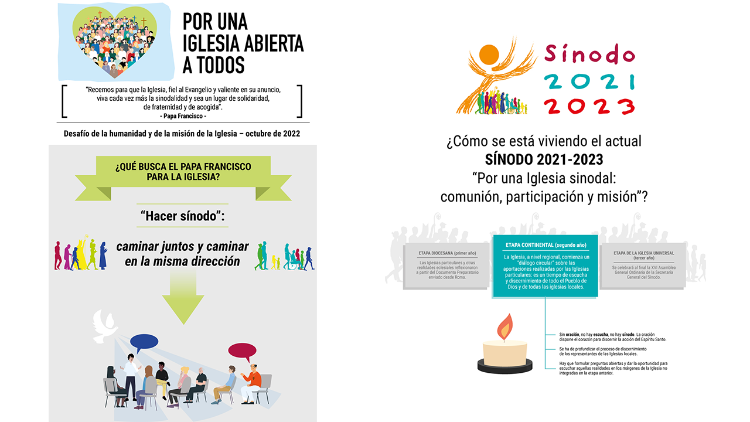 POR UNA
IGLESIA ABIERTA
A TODOS
"Recemos para que la Iglesia, fiel al Evangelio y valiente en su anuncio,
viva cada vez más la sinodalidad y sea un lugar de solidaridad,
de fraternidad y de acogida".
- Papa Francisco -
Desafío de la humanidad y de la misión de la Iglesia – octubre de 2022
¿QUÉ BUSCA EL PAPA FRANCISCO
PARA LA IGLESIA?
“Hacer sínodo”:
caminar juntos y caminar
en la misma dirección
Sínodo
2021
2023
¿Cómo se está viviendo el actual
SÍNODO 2021-2023
“Por una Iglesia sinodal:
comunión, participación y misión”?
ETAPA DIOCESANA (primer año)
Las iglesias particulares y otras
realidades eclesiales reflexionaron
a partir del Documento Preparatorio
enviado desde Roma.
ETAPA CONTINENTAL (segundo año)
La Iglesia, a nivel regional, comienza un
“diálogo circular” sobre las
aportaciones realizadas por las Iglesias
particulares: es un tiempo de escucha
y discernimiento de todo el Pueblo de
Dios y de todas las iglesias locales.
ETAPA DE LA IGLESIA UNIVERSAL
(tercer año)
Se celebrará al final la XVI Asamblea
General Ordinaria de la Secretaría
General del Sínodo.
Sin oración, no hay escucha, no hay sínodo. La oración
dispone el corazón para discernir la acción del Espíritu Santo.
Se ha de profundizar el proceso de discernimiento
de los representantes de las Iglesias locales.
Hay que formular preguntas abiertas y dar la oportunidad para
escuchar aquellas realidades en los márgenes de la Iglesia no
integradas en la etapa anterior.